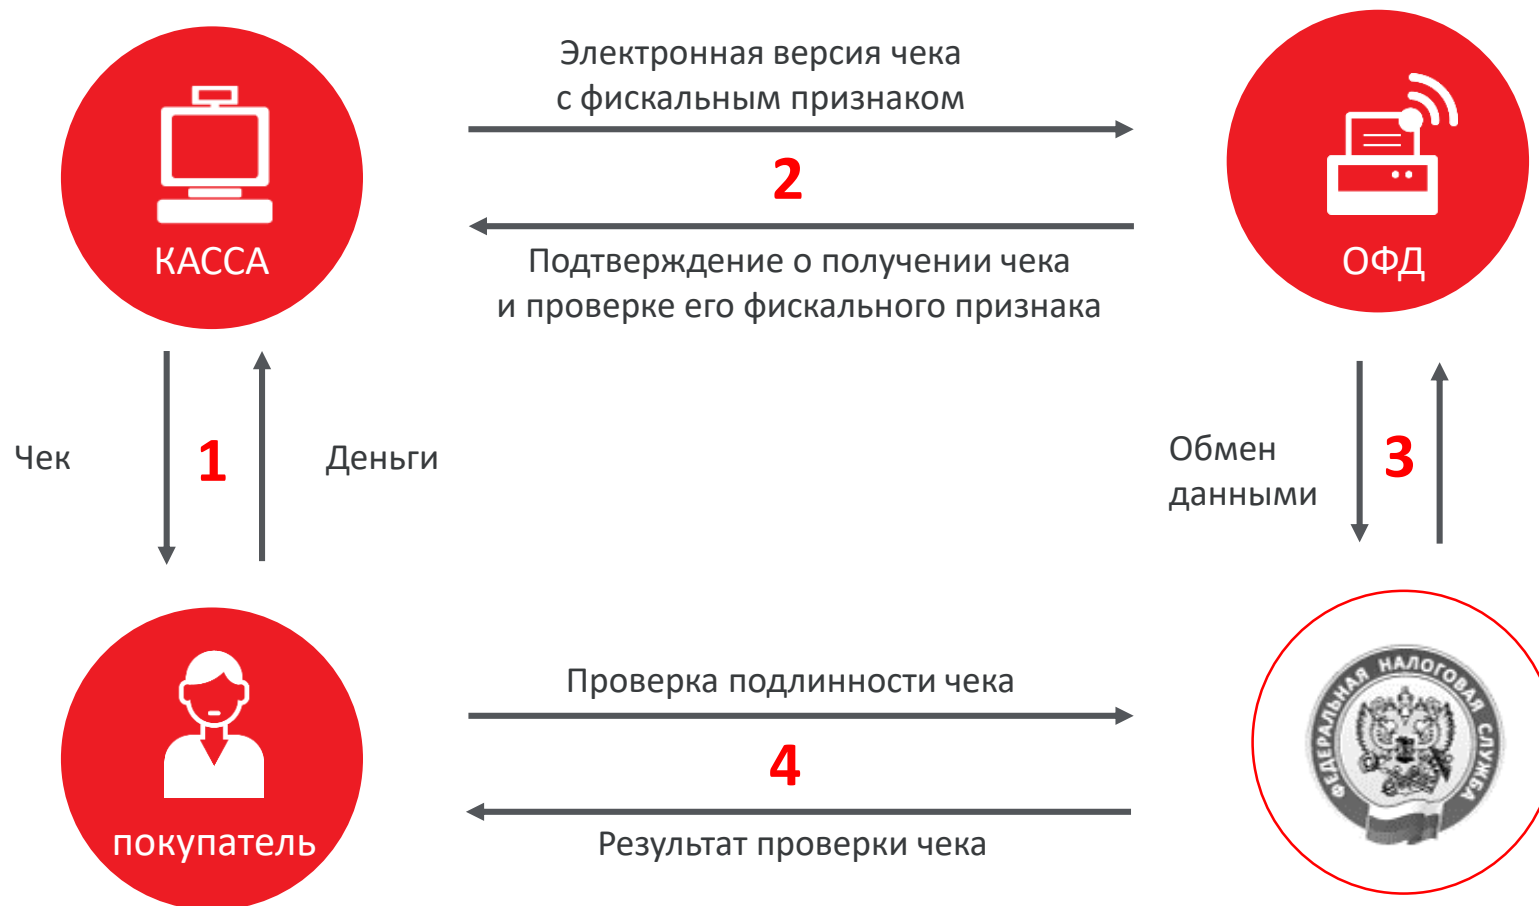 Электронная версия чека
с фискальным признаком
2
КАССА
ОФД
Подтверждение о получении чека
и проверке его фискального признака
Чек
1
Деньги
Обмен
данными
3
Проверка подлинности чека
4
Результат проверки чека
покупатель
ФЕДЕРАЛЬНАЯ НАЛОГОВАЯ СЛУЖБА